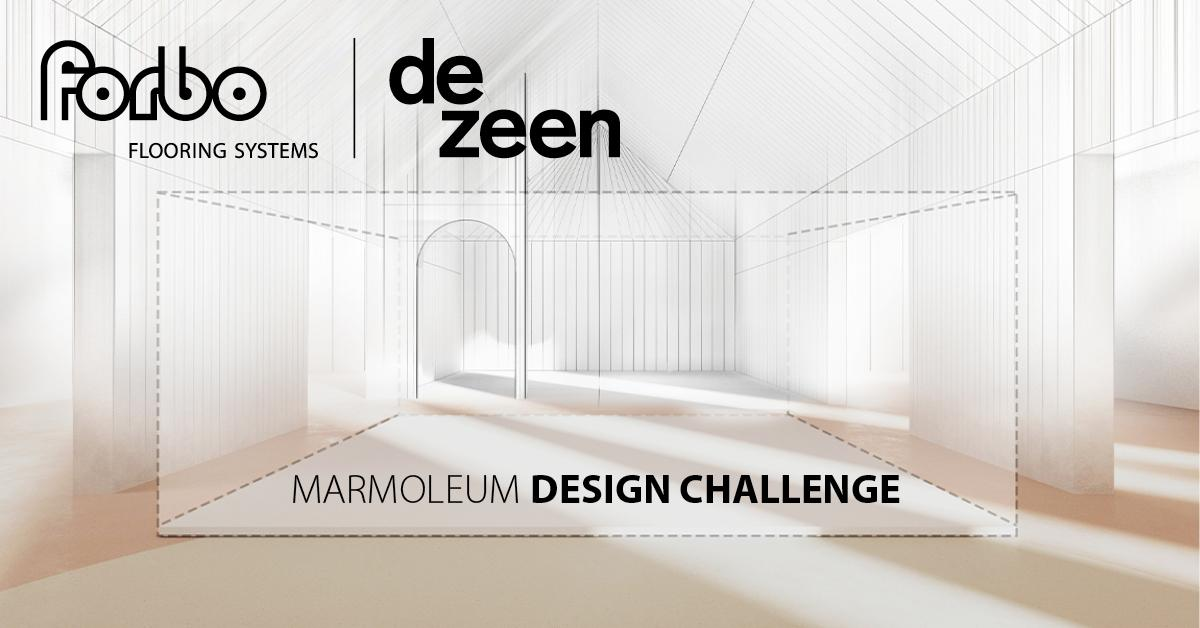 forbo
FLOORING SYSTEMS
de
zeen
MARMOLEUM DESIGN CHALLENGE